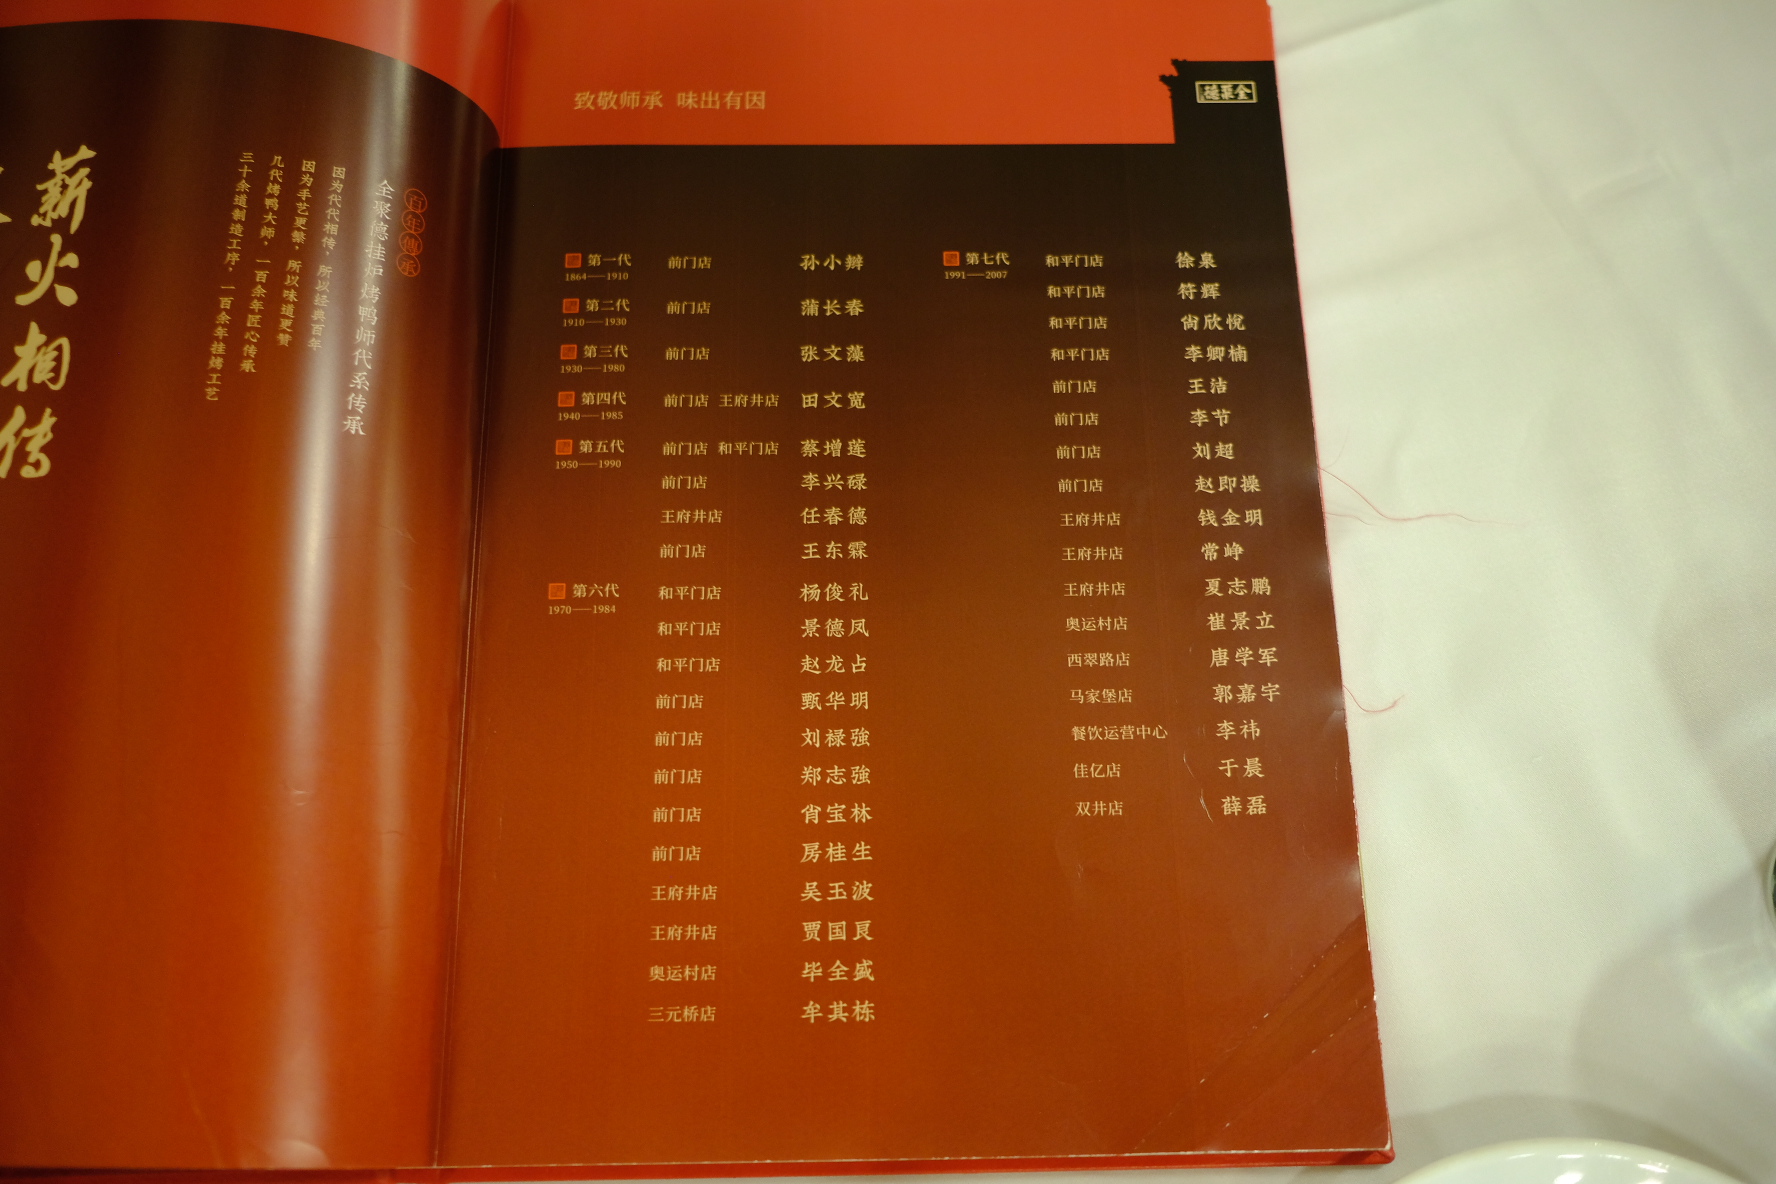 薪火相传
百年傳承
全聚德挂炉烤鸭师代系传承
因为代代相传，所以经典百年
因为手艺更繁，所以味道更赞
几代烤鸭大师，一百余年匠心传承
三十余道制造工序，一百余年挂烤工艺
致敬师承 味出有因
德聚全
第一代 前门店 孙小辫
1864——1910
第二代 前门店 蒲长春
1910——1930
第三代 前门店 张文藻
1930——1980
第四代 前门店 王府井店 田文宽
1940——1985
第五代 前门店 和平门店 蔡增莲
1950——1990
前门店 李兴碌
王府井店 任春德
前门店 王东霖
第六代 和平门店 杨俊礼
1970——1984
和平门店 景德凤
和平门店 赵龙占
前门店 甄华明
前门店 刘禄強
前门店 郑志強
前门店 肖宝林
前门店 房桂生
王府井店 吴玉波
王府井店 贾国良
奥运村店 毕全盛
三元桥店 牟其栋
第七代 和平门店 徐泉
1991——2007
和平门店 符辉
和平门店 尚欣悦
和平门店 李卿楠
前门店 王洁
前门店 李节
前门店 刘超
前门店 赵即操
王府井店 钱金明
王府井店 常峥
王府井店 夏志鹏
奥运村店 崔景立
西翠路店 唐学军
马家堡店 郭嘉宇
餐饮运营中心 李祎
佳亿店 于晨
双井店 薛磊